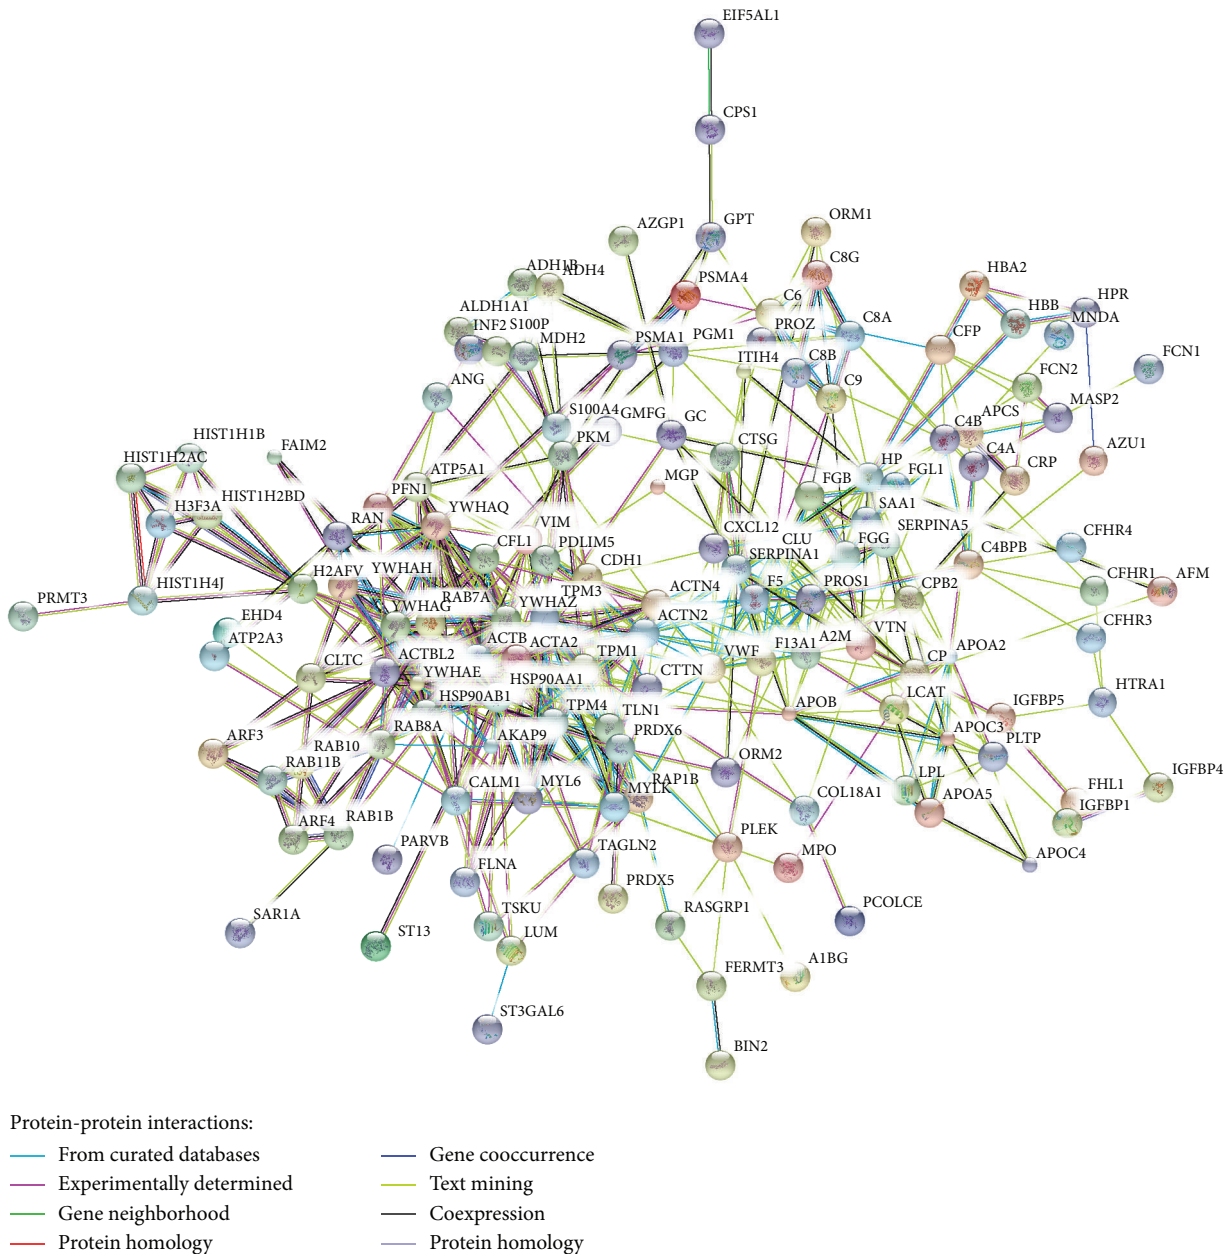 EIF5AL1
CPS1
GPT
ORM1
AZGP1
C8G
ADH1B
ADH4
PSMA4
HBA2
C6
HBB
HPR
ALDH1A1
C8A
MNDA
INF2
S100P
PROZ
CFP
MDH2
PSMA1
PGM1
FCN1
ITIH4
C8B
FCN2
ANG
C9
MASP2
S100A4
GMFG
GC
C4B
APCS
HIST1H1B
FAIM2
PKM
CTSG
AZU1
HIST1H2AC
HP
C4A
ATP5A1
MGP
FGB
FGL1
CRP
HIST1H2BD
PFN1
H3F3A
YWHAQ
SAA1
RAN
VIM
CXCL12
CLU
SERPINA5
CFHR4
CFL1
PDLIM5
SERPINA1
FGG
C4BPB
H2AFV
YWHAH
CDH1
CFHR1
AFM
HIST1H4J
RAB7A
TPM3
ACTN4
F5
PROS1
CPB2
PRMT3
YWHAG
YWHAZ
EHD4
ACTN2
VTN
CFHR3
ATP2A3
ACTB
ACTA2
A2M
ACTBL2
TPM1
VWF
F13A1
APOA2
CLTC
YWHAE
CTTN
CP
HSP90AA1
HTRA1
HSP90AB1
APOB
LCAT
IGFBP5
ARF3
RAB8A
TPM4
TLN1
APOC3
RAB10
AKAP9
PRDX6
PLTP
RAB11B
ORM2
CALM1
MYL6
MYLK
RAP1B
LPL
FHL1
IGFBP4
COL18A1
APOA5
IGFBP1
ARF4
RAB1B
PARVB
PLEK
APOC4
FLNA
TAGLN2
MPO
PRDX5
SAR1A
ST13
TSKU
RASGRP1
PCOLCE
LUM
FERMT3
A1BG
ST3GAL6
BIN2
Protein-protein interactions:
From curated databases
Experimentally determined
Gene neighborhood
Protein homology
Gene cooccurrence
Text mining
Coexpression
Protein homology